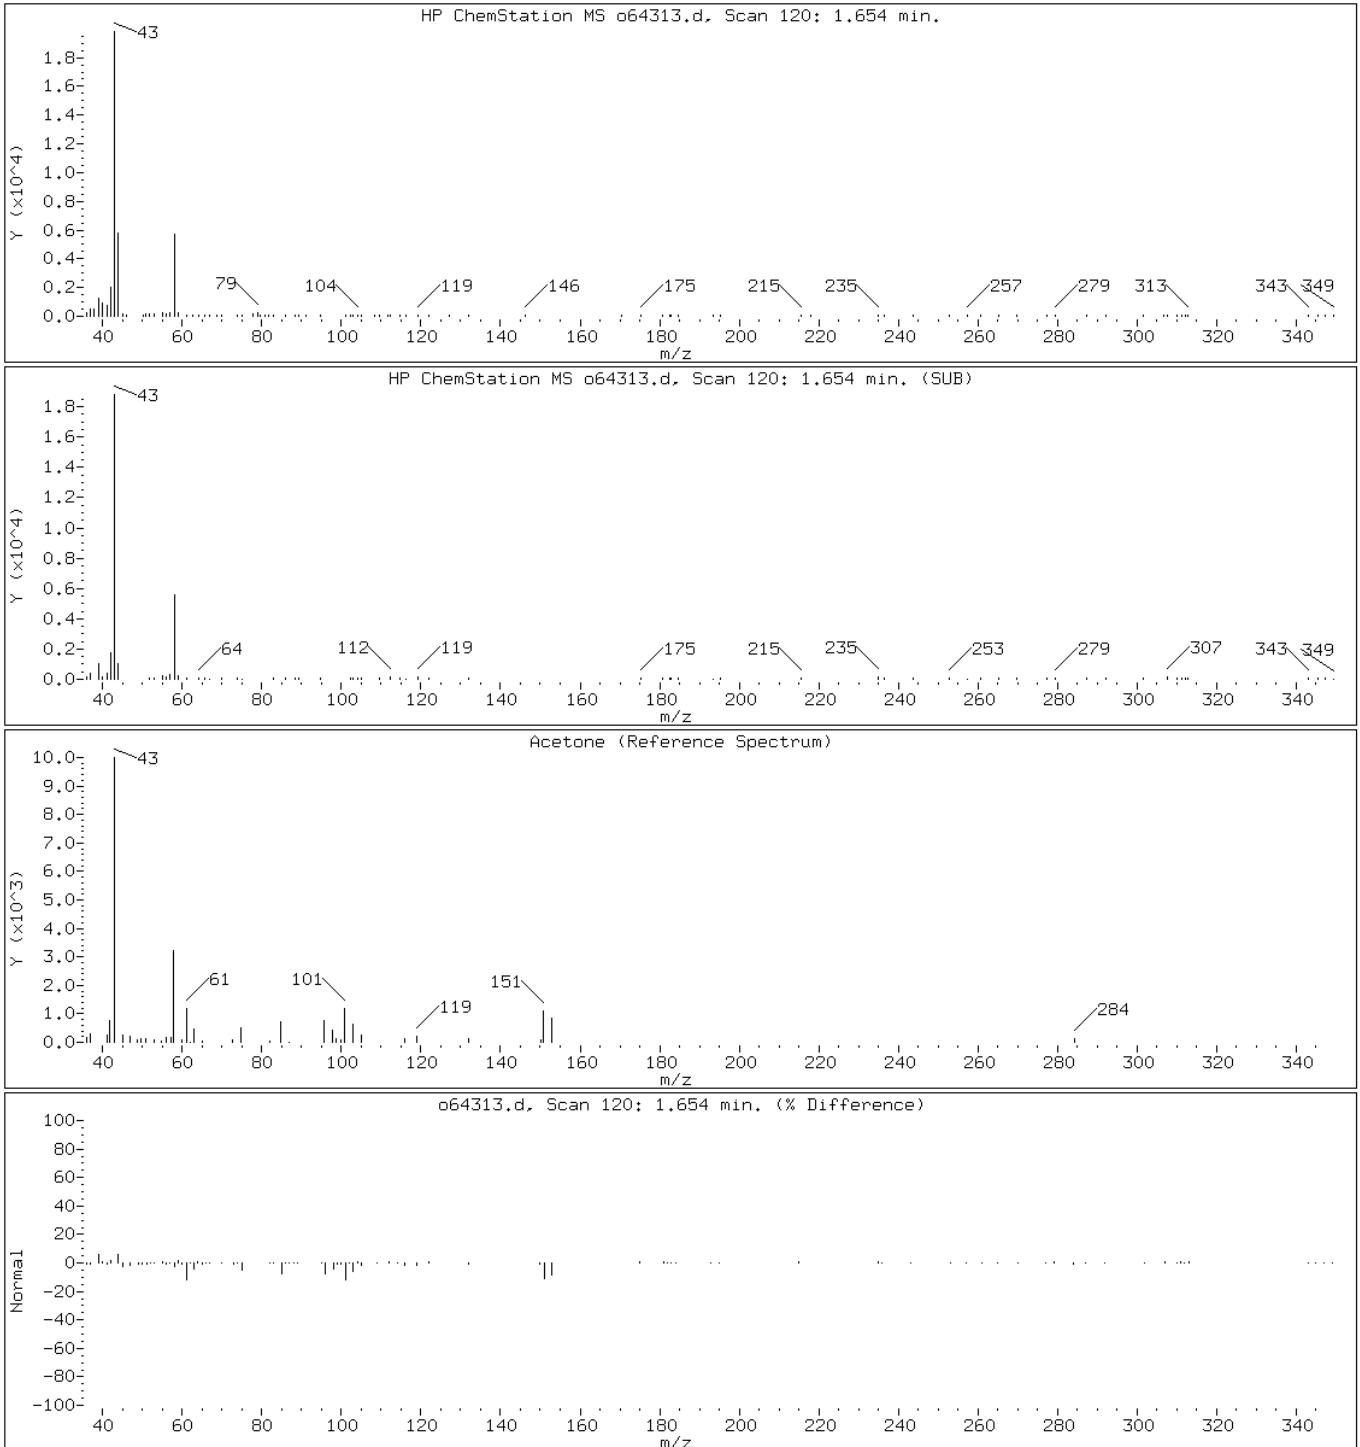 HP ChemStation MS o64313.d, Scan 120: 1.654 min.
43
1.8
1.6
1.4
1.2
1.0
0.8
0.6
0.4
0.2
0.0
Y (x10^4)
79 104 119 146 175 215 235 257 279 313 343 349
40 60 80 100 120 140 160 180 200 220 240 260 280 300 320 340
m/z
HP ChemStation MS o64313.d, Scan 120: 1.654 min. (SUB)
43
1.8
1.6
1.4
1.2
1.0
0.8
0.6
0.4
0.2
0.0
Y (x10^4)
64 112 119 175 215 235 253 279 307 343 349
40 60 80 100 120 140 160 180 200 220 240 260 280 300 320 340
m/z
Acetone (Reference Spectrum)
43
10.0
9.0
8.0
7.0
6.0
5.0
4.0
3.0
2.0
1.0
0.0
Y (x10^3)
61 101 119 151 284
40 60 80 100 120 140 160 180 200 220 240 260 280 300 320 340
m/z
o64313.d, Scan 120: 1.654 min. (% Difference)
100
80
60
40
20
0
-20
-40
-60
-80
-100
Normal
40 60 80 100 120 140 160 180 200 220 240 260 280 300 320 340
m/z